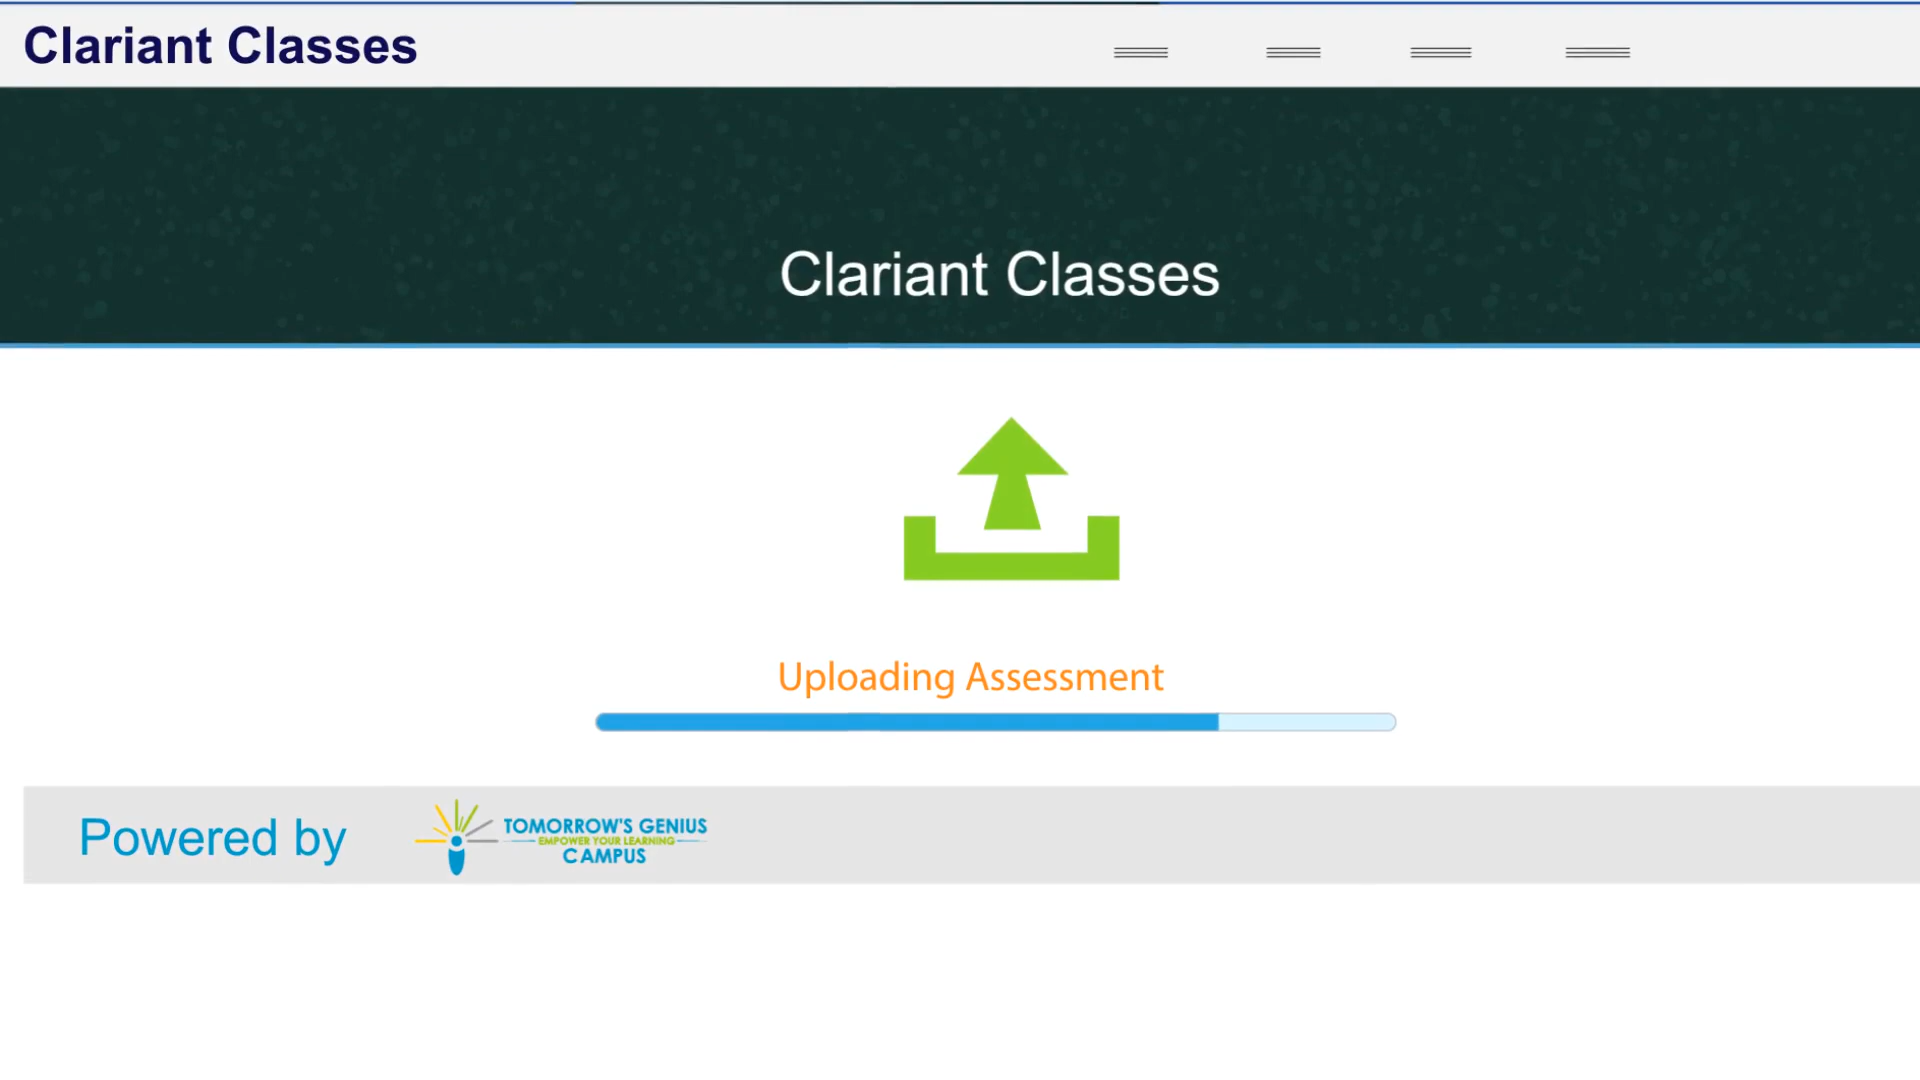 Clariant Classes
Clariant Classes
Uploading Assessment
Powered by
TOMORROW'S GENIUS
EMPOWER YOUR LEARNING
CAMPUS